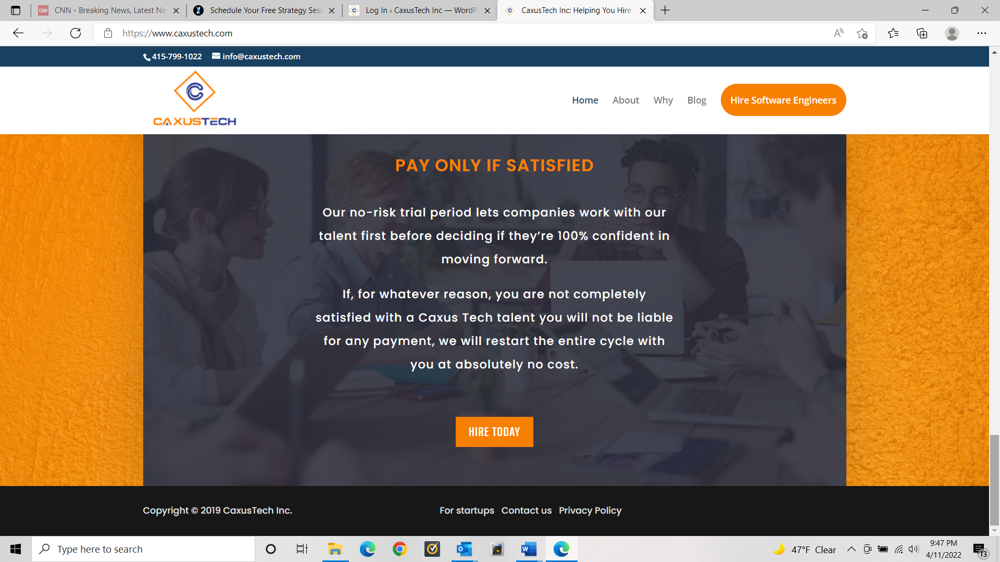 CNN - Breaking News, Latest Ne
Schedule Your Free Strategy Sess
Log In ‹ CaxusTech Inc — WordP
CaxusTech Inc: Helping You Hire
https://www.caxustech.com
415-799-1022
info@caxustech.com
CAXUSTECH
Home
About
Why
Blog
Hire Software Engineers
PAY ONLY IF SATISFIED
Our no-risk trial period lets companies work with our
talent first before deciding if they’re 100% confident in
moving forward.
If, for whatever reason, you are not completely
satisfied with a Caxus Tech talent you will not be liable
for any payment, we will restart the entire cycle with
you at absolutely no cost.
HIRE TODAY
Copyright © 2019 CaxusTech Inc.
For startups
Contact us
Privacy Policy
Type here to search
47°F Clear
9:47 PM
4/11/2022
13